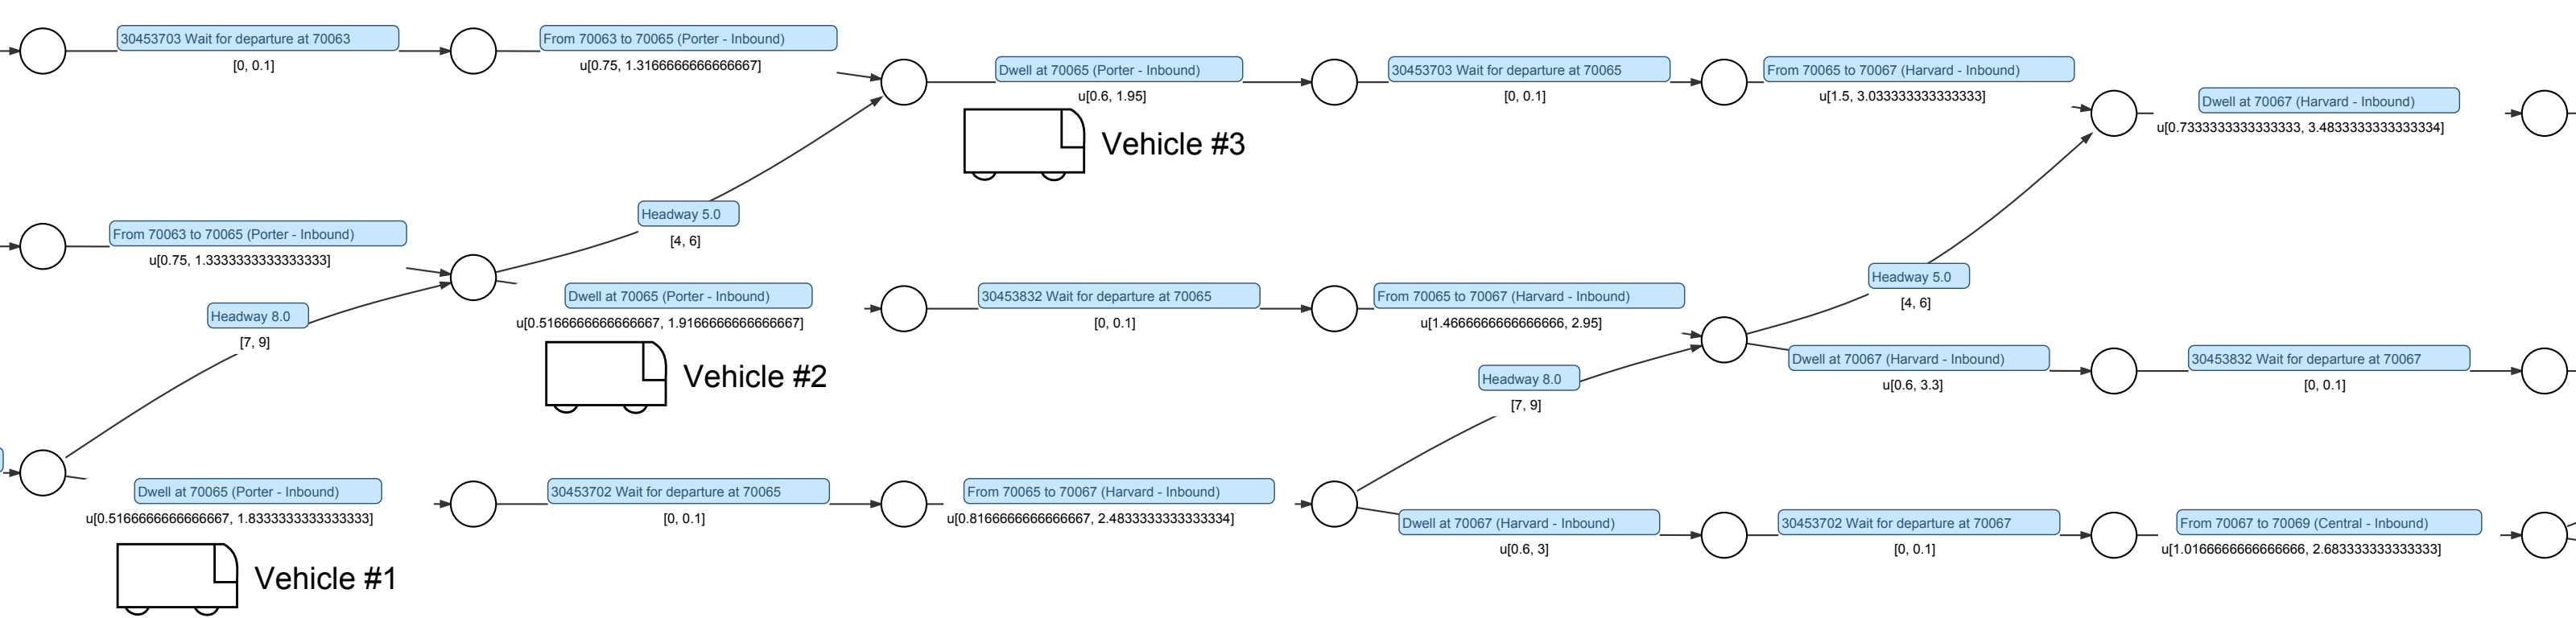 30453703 Wait for departure at 70063
[0, 0.1]
From 70063 to 70065 (Porter - Inbound)
u[0.75, 1.3166666666666667]
Dwell at 70065 (Porter - Inbound)
u[0.6, 1.95]
30453703 Wait for departure at 70065
[0, 0.1]
From 70065 to 70067 (Harvard - Inbound)
u[1.5, 3.033333333333333]
Dwell at 70067 (Harvard - Inbound)
u[0.7333333333333333, 3.4833333333333334]
Vehicle #3
Headway 5.0
[4, 6]
From 70063 to 70065 (Porter - Inbound)
u[0.75, 1.3333333333333333]
Headway 8.0
[7, 9]
Dwell at 70065 (Porter - Inbound)
u[0.5166666666666667, 1.9166666666666667]
30453832 Wait for departure at 70065
[0, 0.1]
From 70065 to 70067 (Harvard - Inbound)
u[1.4666666666666666, 2.95]
Headway 5.0
[4, 6]
Vehicle #2
Headway 8.0
[7, 9]
Dwell at 70067 (Harvard - Inbound)
u[0.6, 3.3]
30453832 Wait for departure at 70067
[0, 0.1]
Dwell at 70065 (Porter - Inbound)
u[0.5166666666666667, 1.8333333333333333]
30453702 Wait for departure at 70065
[0, 0.1]
From 70065 to 70067 (Harvard - Inbound)
u[0.8166666666666667, 2.4833333333333334]
Dwell at 70067 (Harvard - Inbound)
u[0.6, 3]
30453702 Wait for departure at 70067
[0, 0.1]
From 70067 to 70069 (Central - Inbound)
u[1.0166666666666666, 2.683333333333333]
Vehicle #1